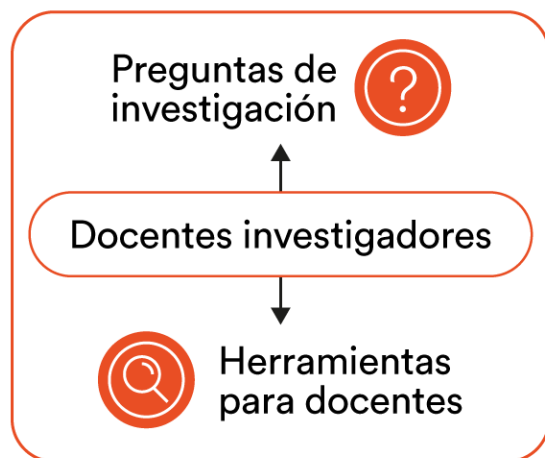 Preguntas de
investigación
?
Docentes investigadores
Herramientas
para docentes